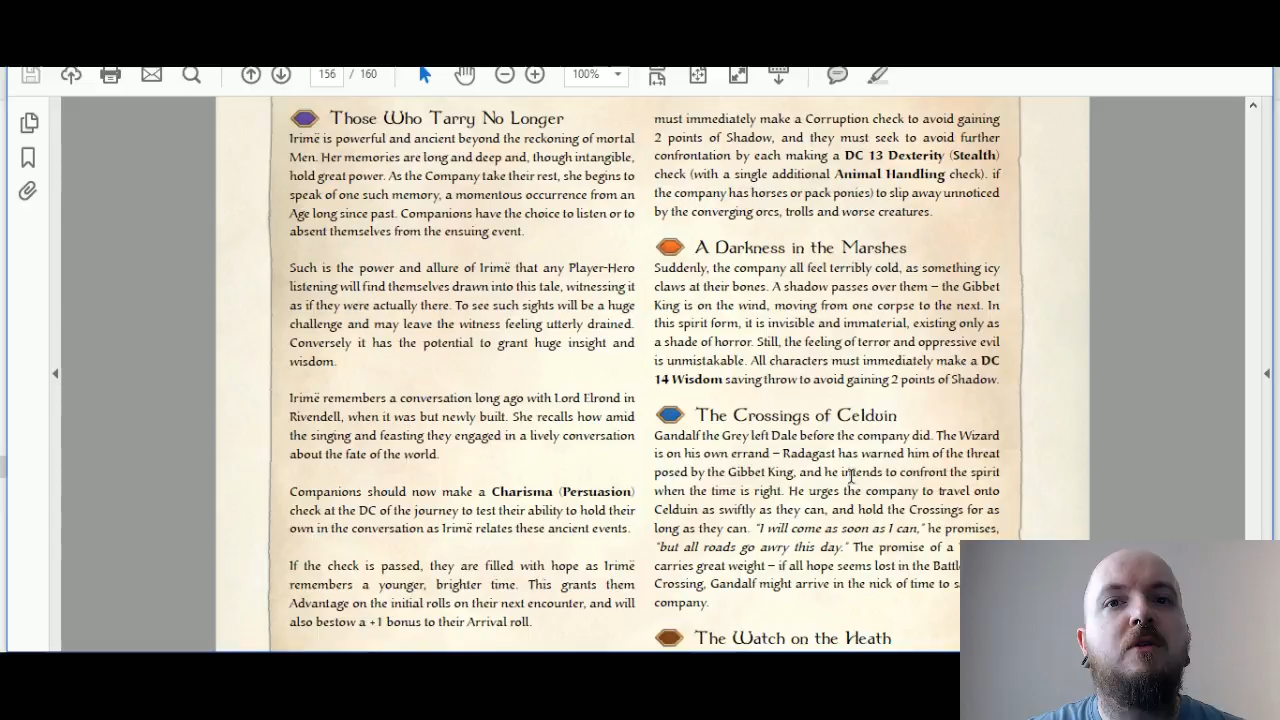 156 / 160
100%
Those Who Tarry No Longer
Irimë is powerful and ancient beyond the reckoning of mortal
Men. Her memories are long and deep and, though intangible,
hold great power. As the Company take their rest, she begins to
speak of one such memory, a momentous occurrence from an
Age long since past. Companions have the choice to listen or to
absent themselves from the ensuing event.
Such is the power and allure of Irimë that any Player-Hero
listening will find themselves drawn into this tale, witnessing it
as if they were actually there. To see such sights will be a huge
challenge and may leave the witness feeling utterly drained.
Conversely it has the potential to grant huge insight and
wisdom.
Irimë remembers a conversation long ago with Lord Elrond in
Rivendell, when it was but newly built. She recalls how amid
the singing and feasting they engaged in a lively conversation
about the fate of the world.
Companions should now make a Charisma (Persuasion)
check at the DC of the journey to test their ability to hold their
own in the conversation as Irimë relates these ancient events.
If the check is passed, they are filled with hope as Irimë
remembers a younger, brighter time. This grants them
Advantage on the initial rolls on their next encounter, and will
also bestow a +1 bonus to their Arrival roll.
must immediately make a Corruption check to avoid gaining
2 points of Shadow, and they must seek to avoid further
confrontation by each making a DC 13 Dexterity (Stealth)
check (with a single additional Animal Handling check). if
the company has horses or pack ponies) to slip away unnoticed
by the converging orcs, trolls and worse creatures.
A Darkness in the Marshes
Suddenly, the company all feel terribly cold, as something icy
claws at their bones. A shadow passes over them – the Gibbet
King is on the wind, moving from one corpse to the next. In
this spirit form, it is invisible and immaterial, existing only as
a shade of horror. Still, the feeling of terror and oppressive evil
is unmistakable. All characters must immediately make a DC
14 Wisdom saving throw to avoid gaining 2 points of Shadow.
The Crossings of Celduin
Gandalf the Grey left Dale before the company did. The Wizard
is on his own errand – Radagast has warned him of the threat
posed by the Gibbet King, and he intends to confront the spirit
when the time is right. He urges the company to travel onto
Celduin as swiftly as they can, and hold the Crossings for as
long as they can. "I will come as soon as I can," he promises,
"but all roads go awry this day." The promise of a
carries great weight – if all hope seems lost in the
Crossing, Gandalf might arrive in the nick of time to
company.
The Watch on the Heath